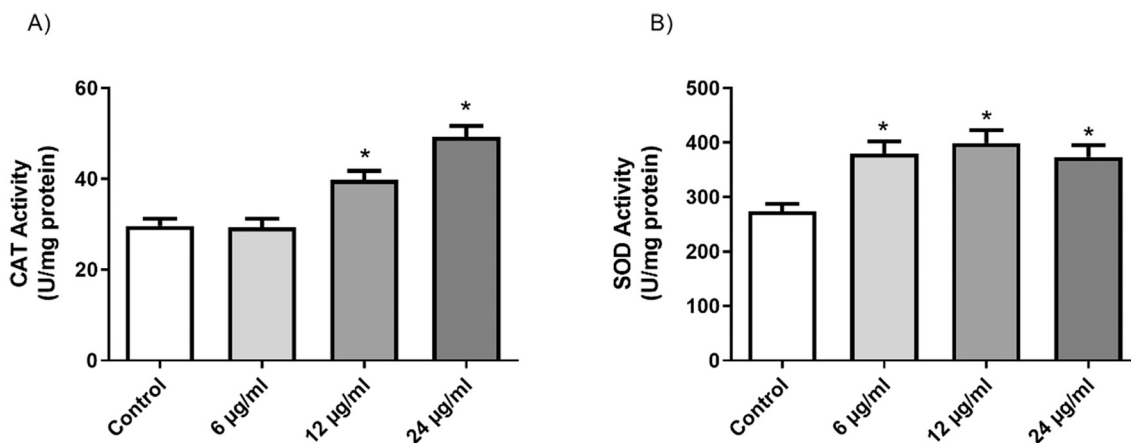 A)
CAT Activity
(U/mg protein)
60
40
20
0
*
*
Control
6 µg/ml
12 µg/ml
24 µg/ml
B)
SOD Activity
(U/mg protein)
500
400
300
200
100
0
*
*
*
Control
6 µg/ml
12 µg/ml
24 µg/ml